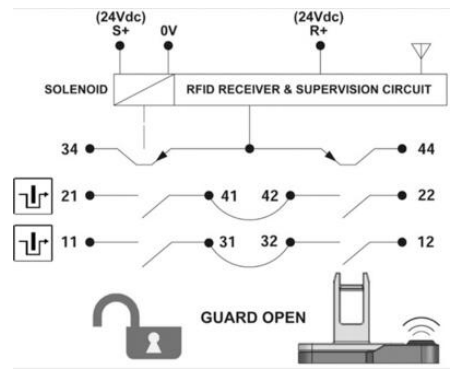 (24Vdc) (24Vdc)
S+ 0V R+
SOLENOID RFID RECEIVER & SUPERVISION CIRCUIT
34 44
21 41 42 22
11 31 32 12
GUARD OPEN